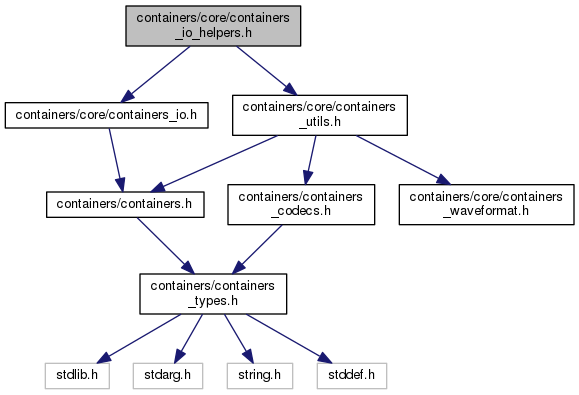 containers/core/containers
_io_helpers.h
containers/core/containers_io.h
containers/core/containers
_utils.h
containers/containers.h
containers/containers
_codecs.h
containers/core/containers
_waveformat.h
containers/containers
_types.h
stdlib.h
stdarg.h
string.h
stddef.h